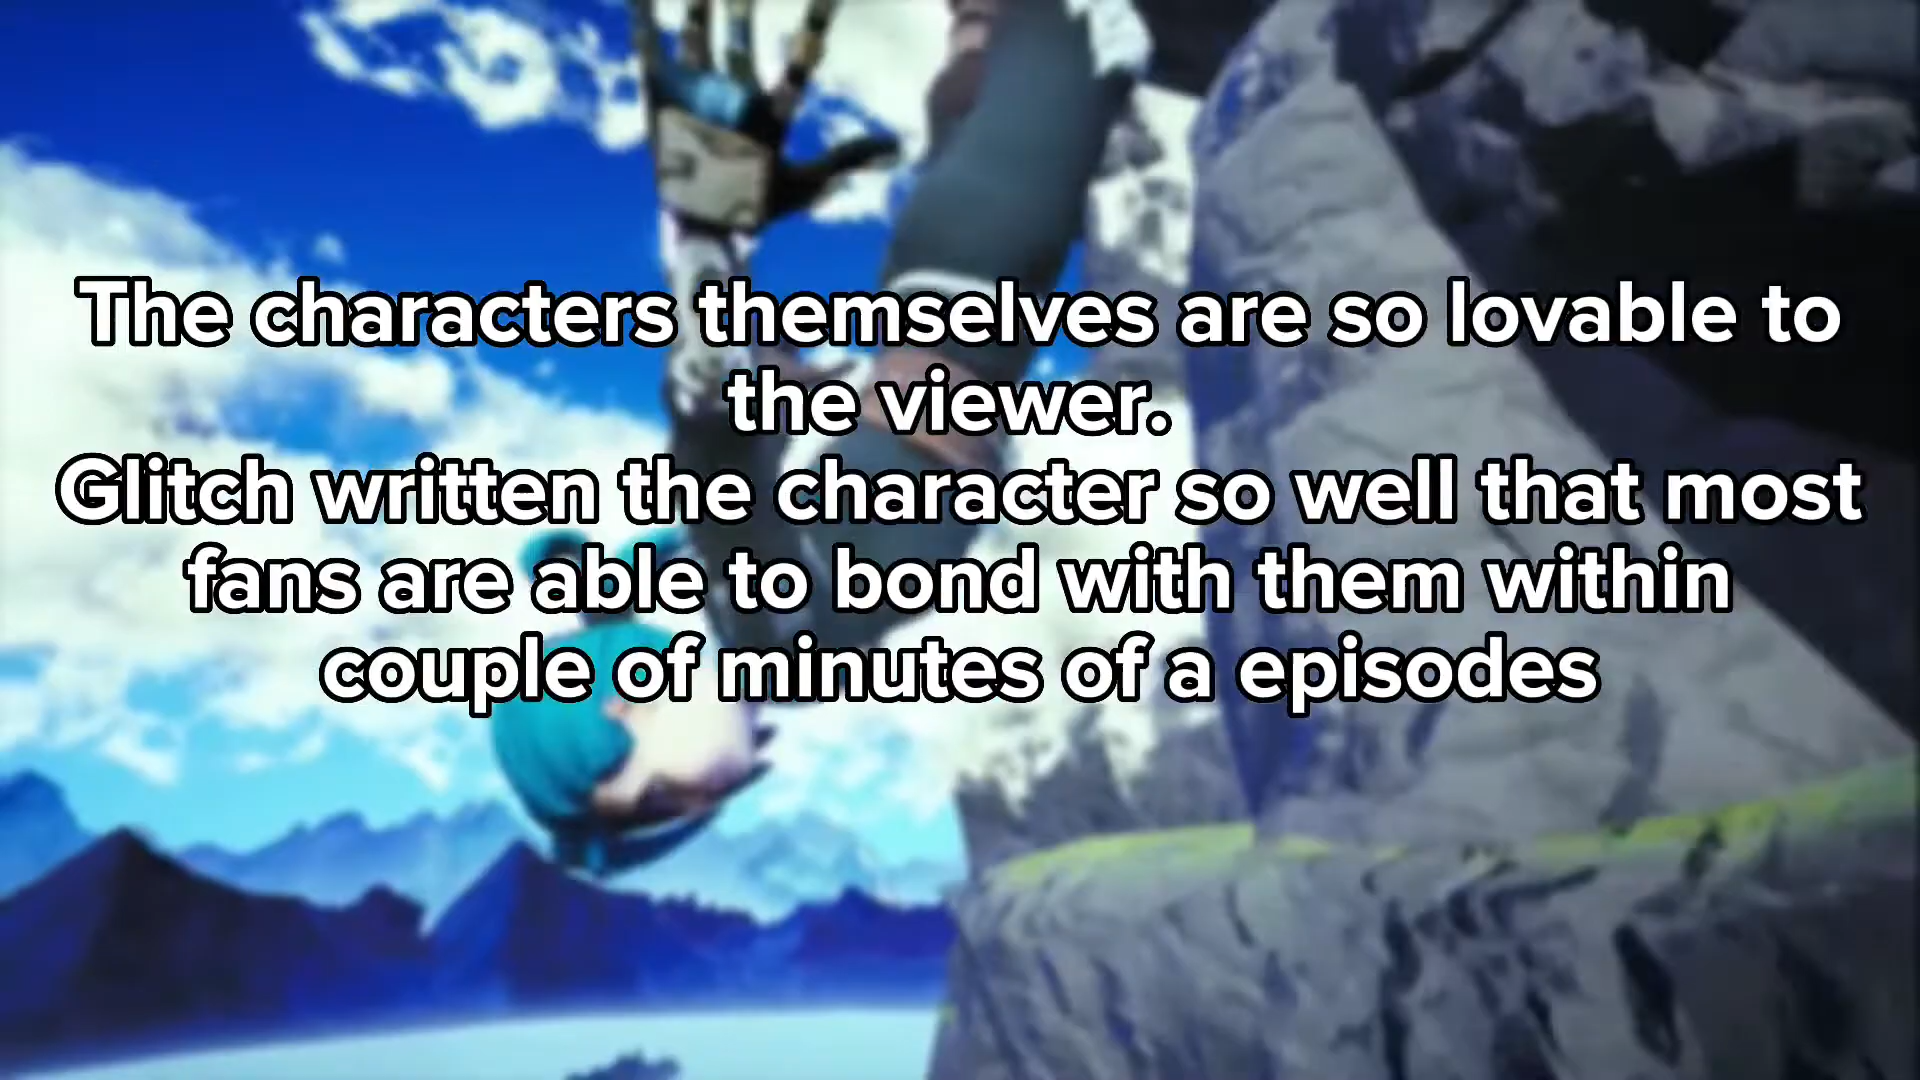 The characters themselves are so lovable to
the viewer.
Glitch written the character so well that most
fans are able to bond with them within
couple of minutes of a episodes